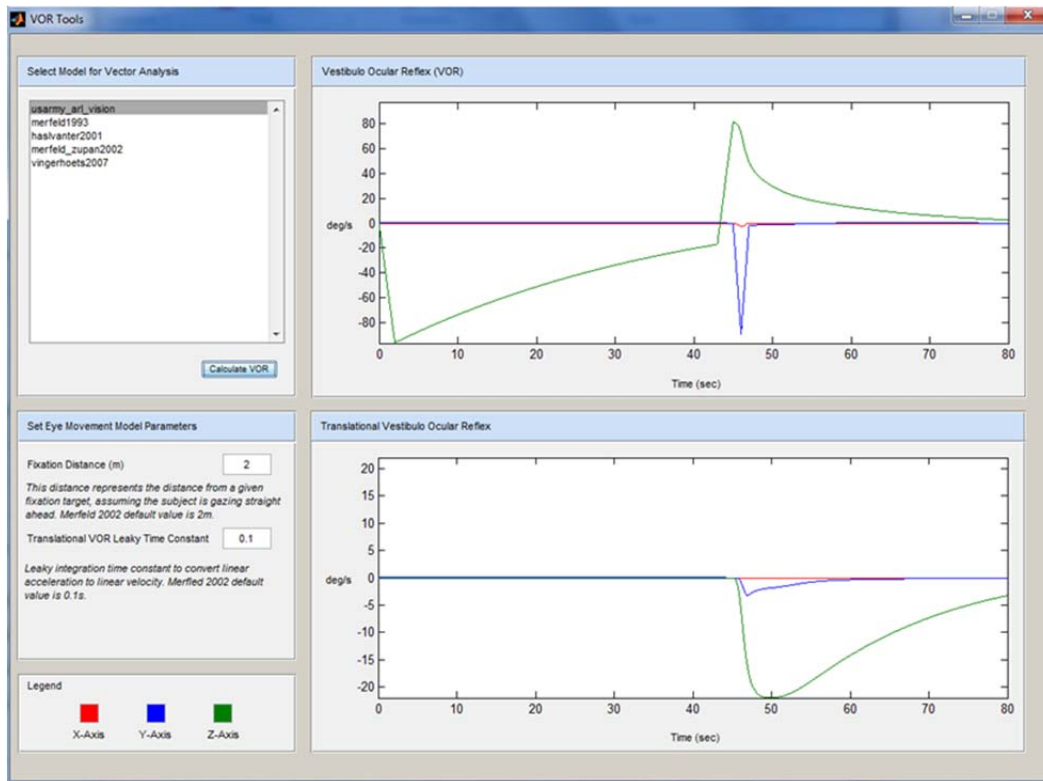 VOR Tools
Select Model for Vector Analysis
usarmy_arl_vision
merfeld1993
haslvanter2001
merfeld_zupan2002
vingerhoets2007
Calculate VOR
Set Eye Movement Model Parameters
Fixation Distance (m) 2
This distance represents the distance from a given
fixation target, assuming the subject is gazing straight
ahead. Merfeld 2002 default value is 2m.
Translational VOR Leaky Time Constant 0.1
Leaky integration time constant to convert linear
acceleration to linear velocity. Merfled 2002 default
value is 0.1s.
Legend
X-Axis Y-Axis Z-Axis
Vestibulo Ocular Reflex (VOR)
80
60
40
20
0
deg/s
-20
-40
-60
-80
0 10 20 30 40 50 60 70 80
Time (sec)
Translational Vestibulo Ocular Reflex
20
15
10
5
0
deg/s
-5
-10
-15
-20
0 10 20 30 40 50 60 70 80
Time (sec)